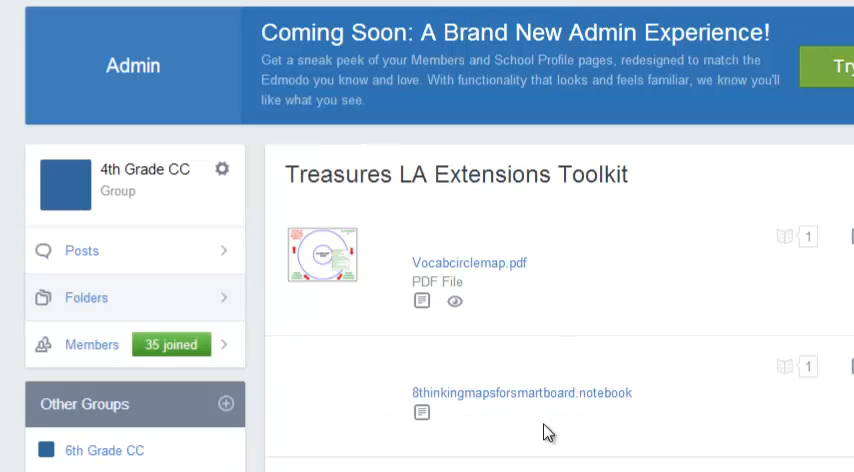 Admin
Coming Soon: A Brand New Admin Experience!
Get a sneak peek of your Members and School Profile pages, redesigned to match the
Edmodo you know and love. With functionality that looks and feels familiar, we know you'll
like what you see.
4th Grade CC
Group
Posts
Folders
Members 35 joined
Other Groups
6th Grade CC
Treasures LA Extensions Toolkit
Vocabcirclemap.pdf
PDF File
1
8thinkingmapsforsmartboard.notebook
1